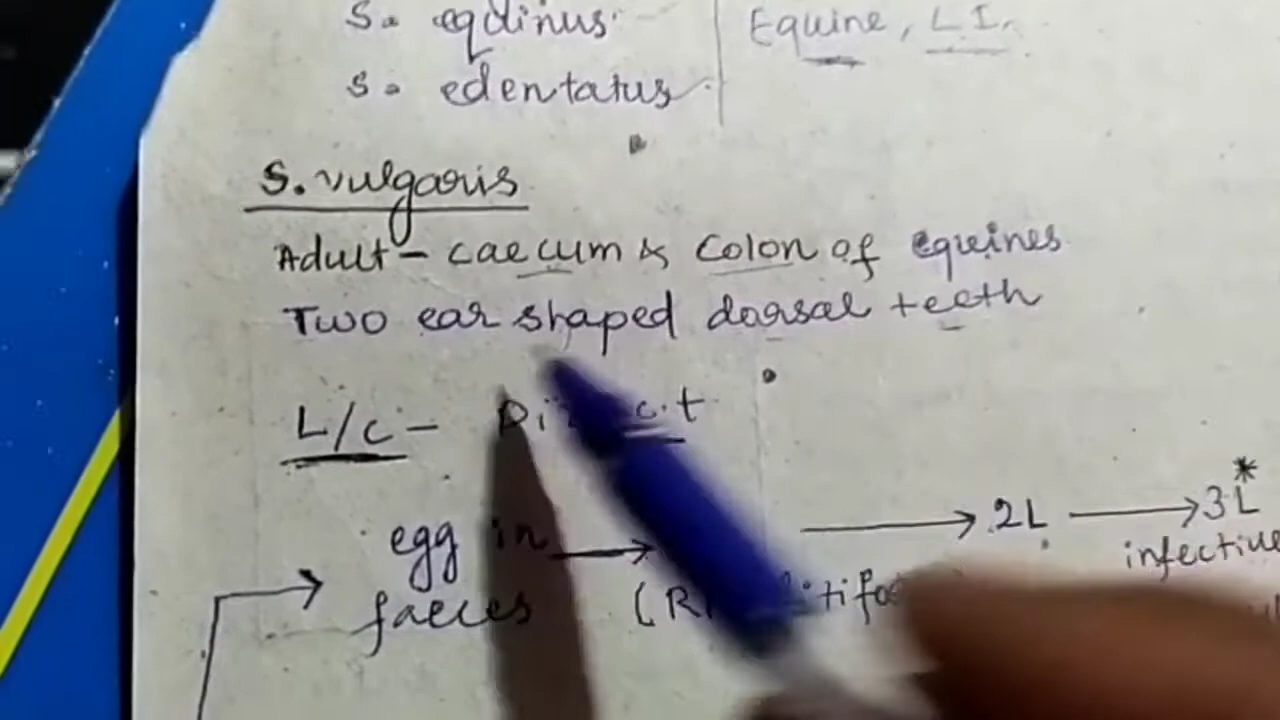 S. equinus
Equine, L I.
S. edentatus
S. vulgaris
Adult - caecum & Colon of equines
Two ear shaped dorsal teeth
L/c - Direct
egg in faeces
2L
3L*
infective